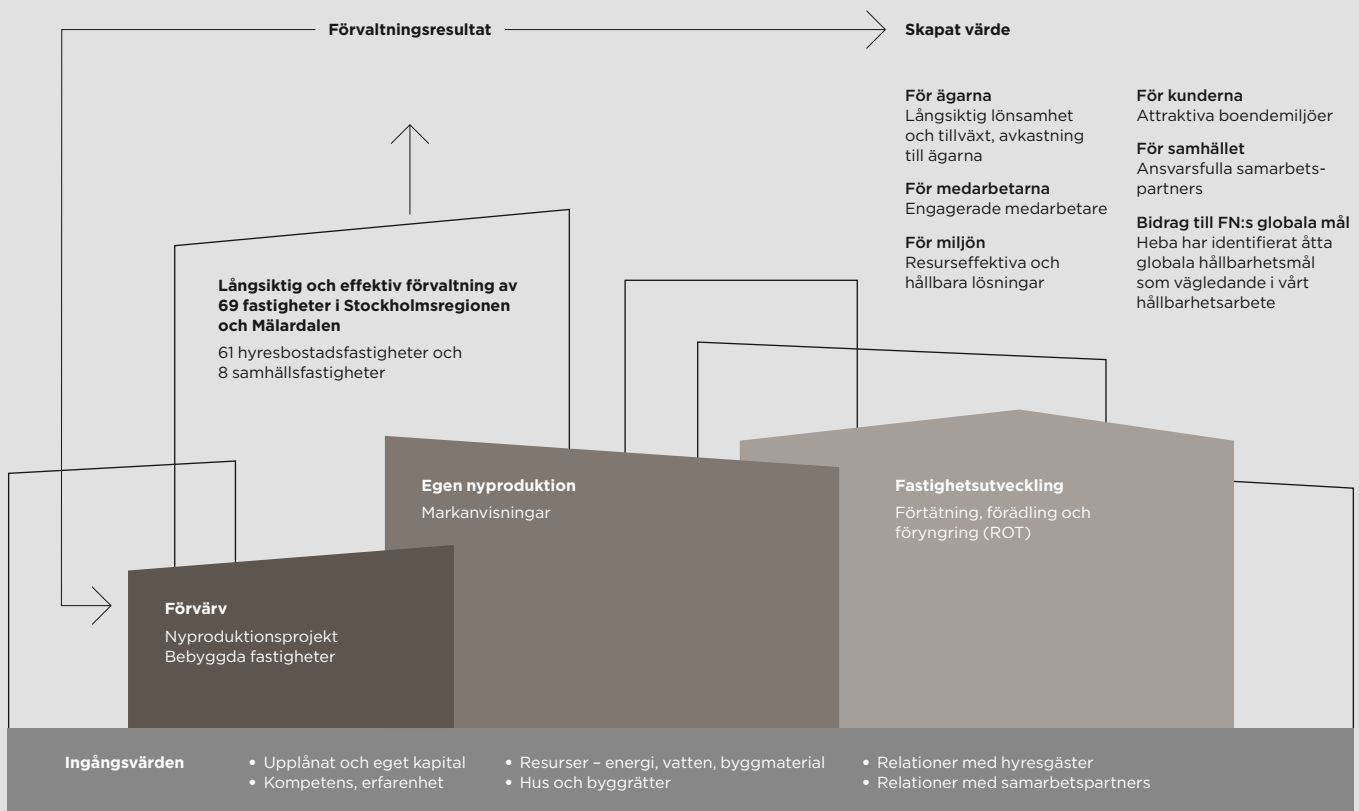 Förvaltningsresultat
Skapat värde
För ägarna
Långsiktig lönsamhet
och tillväxt, avkastning
till ägarna
För medarbetarna
Engagerade medarbetare
För miljön
Resurseffektiva och
hållbara lösningar
För kunderna
Attraktiva boendemiljöer
För samhället
Ansvarsfulla samarbets-
partners
Bidrag till FN:s globala mål
Heba har identifierat åtta
globala hållbarhetsmål
som vägledande i vårt
hållbarhetsarbete
Långsiktig och effektiv förvaltning av
69 fastigheter i Stockholmsregionen
och Mälardalen
61 hyresbostadsfastigheter och
8 samhällsfastigheter
Egen nyproduktion
Markanvisningar
Fastighetsutveckling
Förtätning, förädling och
föryngring (ROT)
Förvärv
Nyproduktionsprojekt
Bebyggda fastigheter
Ingångsvärden
• Upplånat och eget kapital
• Kompetens, erfarenhet
• Resurser – energi, vatten, byggmaterial
• Hus och byggrätter
• Relationer med hyresgäster
• Relationer med samarbetspartners